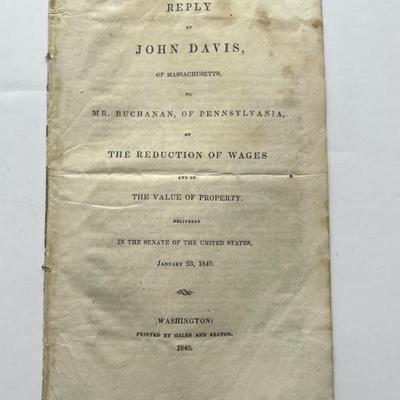 REPLY
OF
JOHN DAVIS,
OF MASSACHUSETTS,
TO
MR. BUCHANAN, OF PENNSYLVANIA,
ON
THE REDUCTION OF WAGES
AND OF
THE VALUE OF PROPERTY.
DELIVERED
IN THE SENATE OF THE UNITED STATES,
JANUARY 23, 1840.
WASHINGTON:
PRINTED BY GALES AND SEATON.
1840.